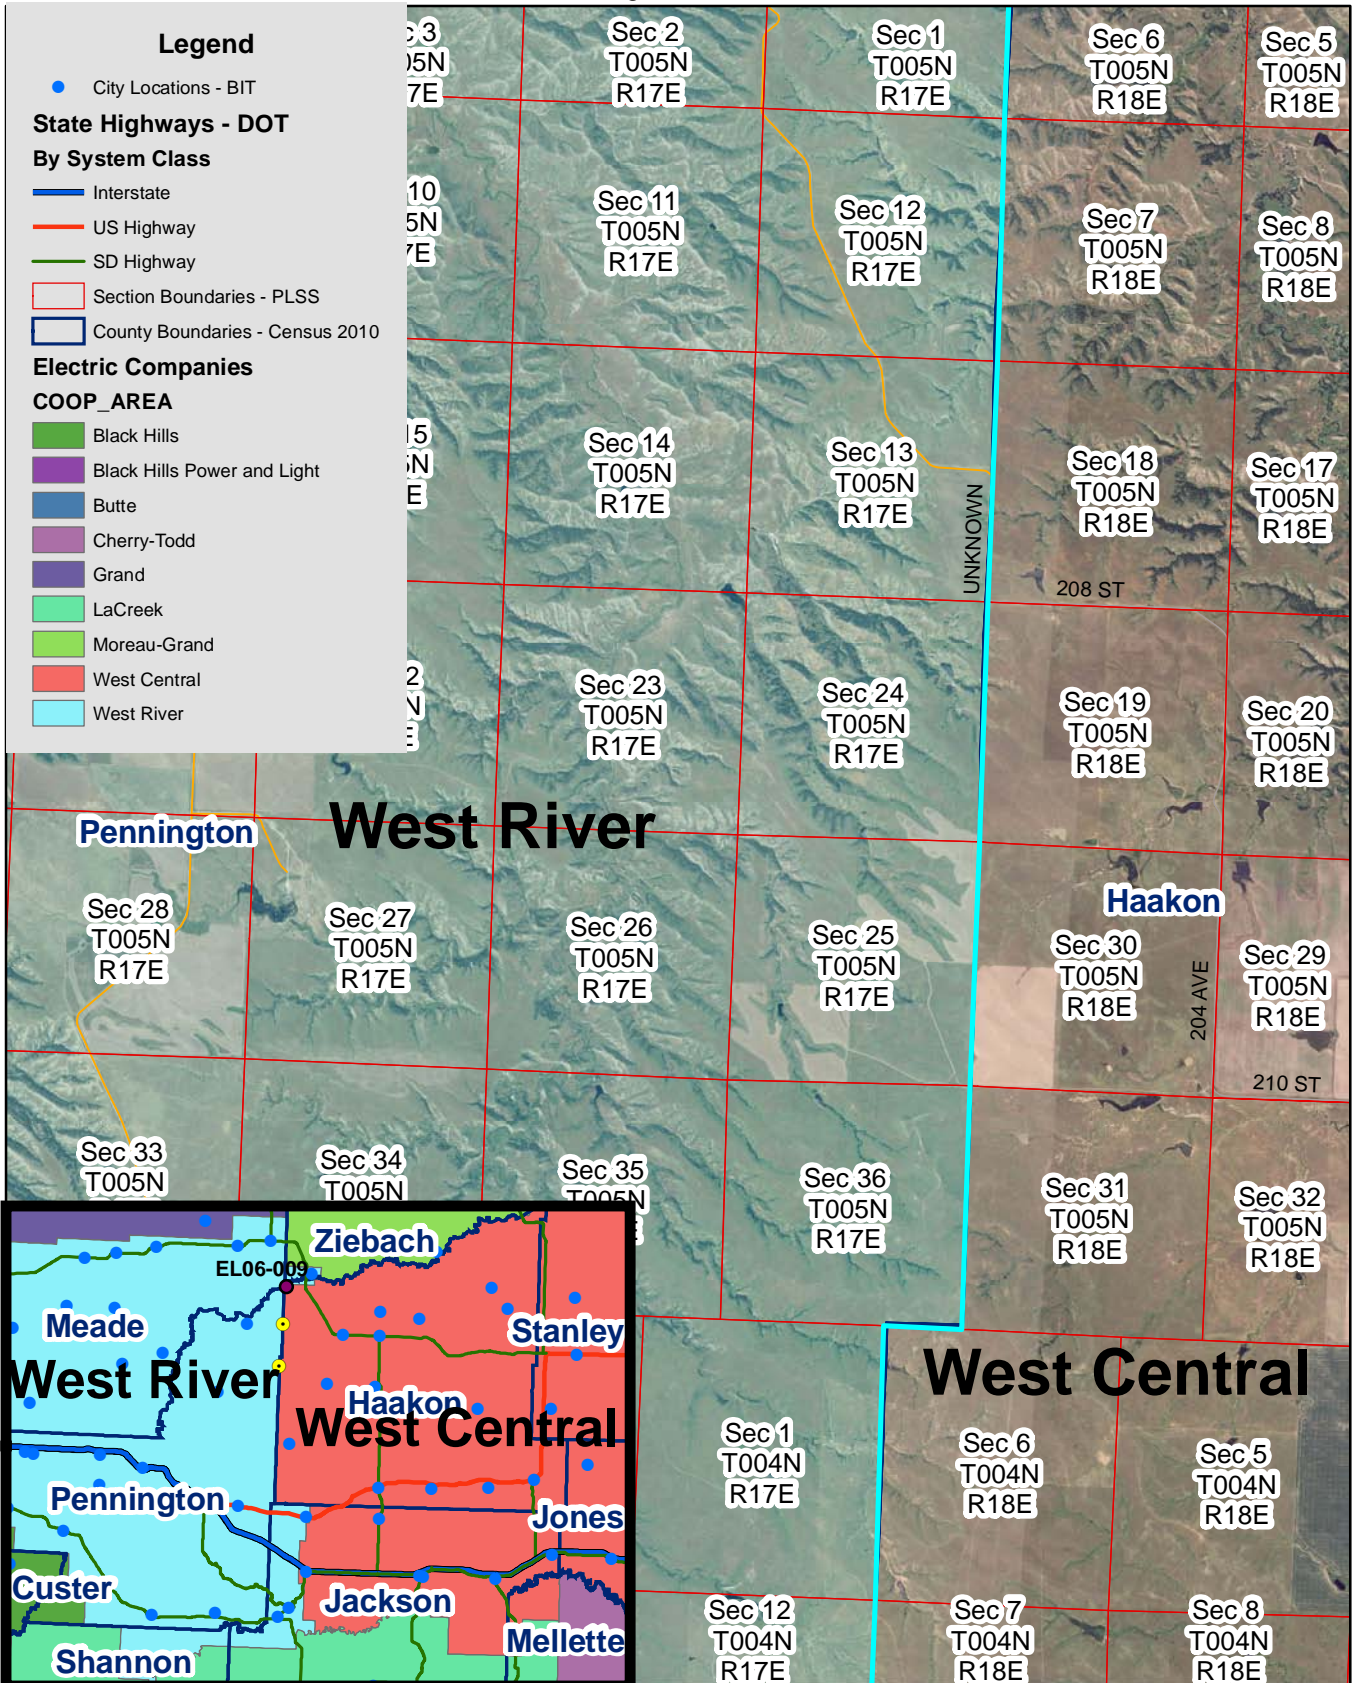 Legend
City Locations - BIT
State Highways - DOT
By System Class
Interstate
US Highway
SD Highway
Section Boundaries - PLSS
County Boundaries - Census 2010
Electric Companies
COOP_AREA
Black Hills
Black Hills Power and Light
Butte
Cherry-Todd
Grand
LaCreek
Moreau-Grand
West Central
West River
3
05N
7E
Sec 2
T005N
R17E
Sec 1
T005N
R17E
Sec 6
T005N
R18E
Sec 5
T005N
R18E
10
5N
7E
Sec 11
T005N
R17E
Sec 12
T005N
R17E
Sec 7
T005N
R18E
Sec 8
T005N
R18E
15
N
E
Sec 14
T005N
R17E
Sec 13
T005N
R17E
UNKNOWN
Sec 18
T005N
R18E
Sec 17
T005N
R18E
208 ST
2
N
E
Sec 23
T005N
R17E
Sec 24
T005N
R17E
Sec 19
T005N
R18E
Sec 20
T005N
R18E
Pennington
West River
Haakon
Sec 28
T005N
R17E
Sec 27
T005N
R17E
Sec 26
T005N
R17E
Sec 25
T005N
R17E
Sec 30
T005N
R18E
204 AVE
Sec 29
T005N
R18E
210 ST
Sec 33
T005N
Sec 34
T005N
Sec 35
T005N
E
Sec 36
T005N
R17E
Sec 31
T005N
R18E
Sec 32
T005N
R18E
West Central
Sec 1
T004N
R17E
Sec 6
T004N
R18E
Sec 5
T004N
R18E
Sec 12
T004N
R17E
Sec 7
T004N
R18E
Sec 8
T004N
R18E
Ziebach
EL06-009
Meade
Stanley
West River
Haakon
West Central
Pennington
Jones
Custer
Jackson
Mellette
Shannon